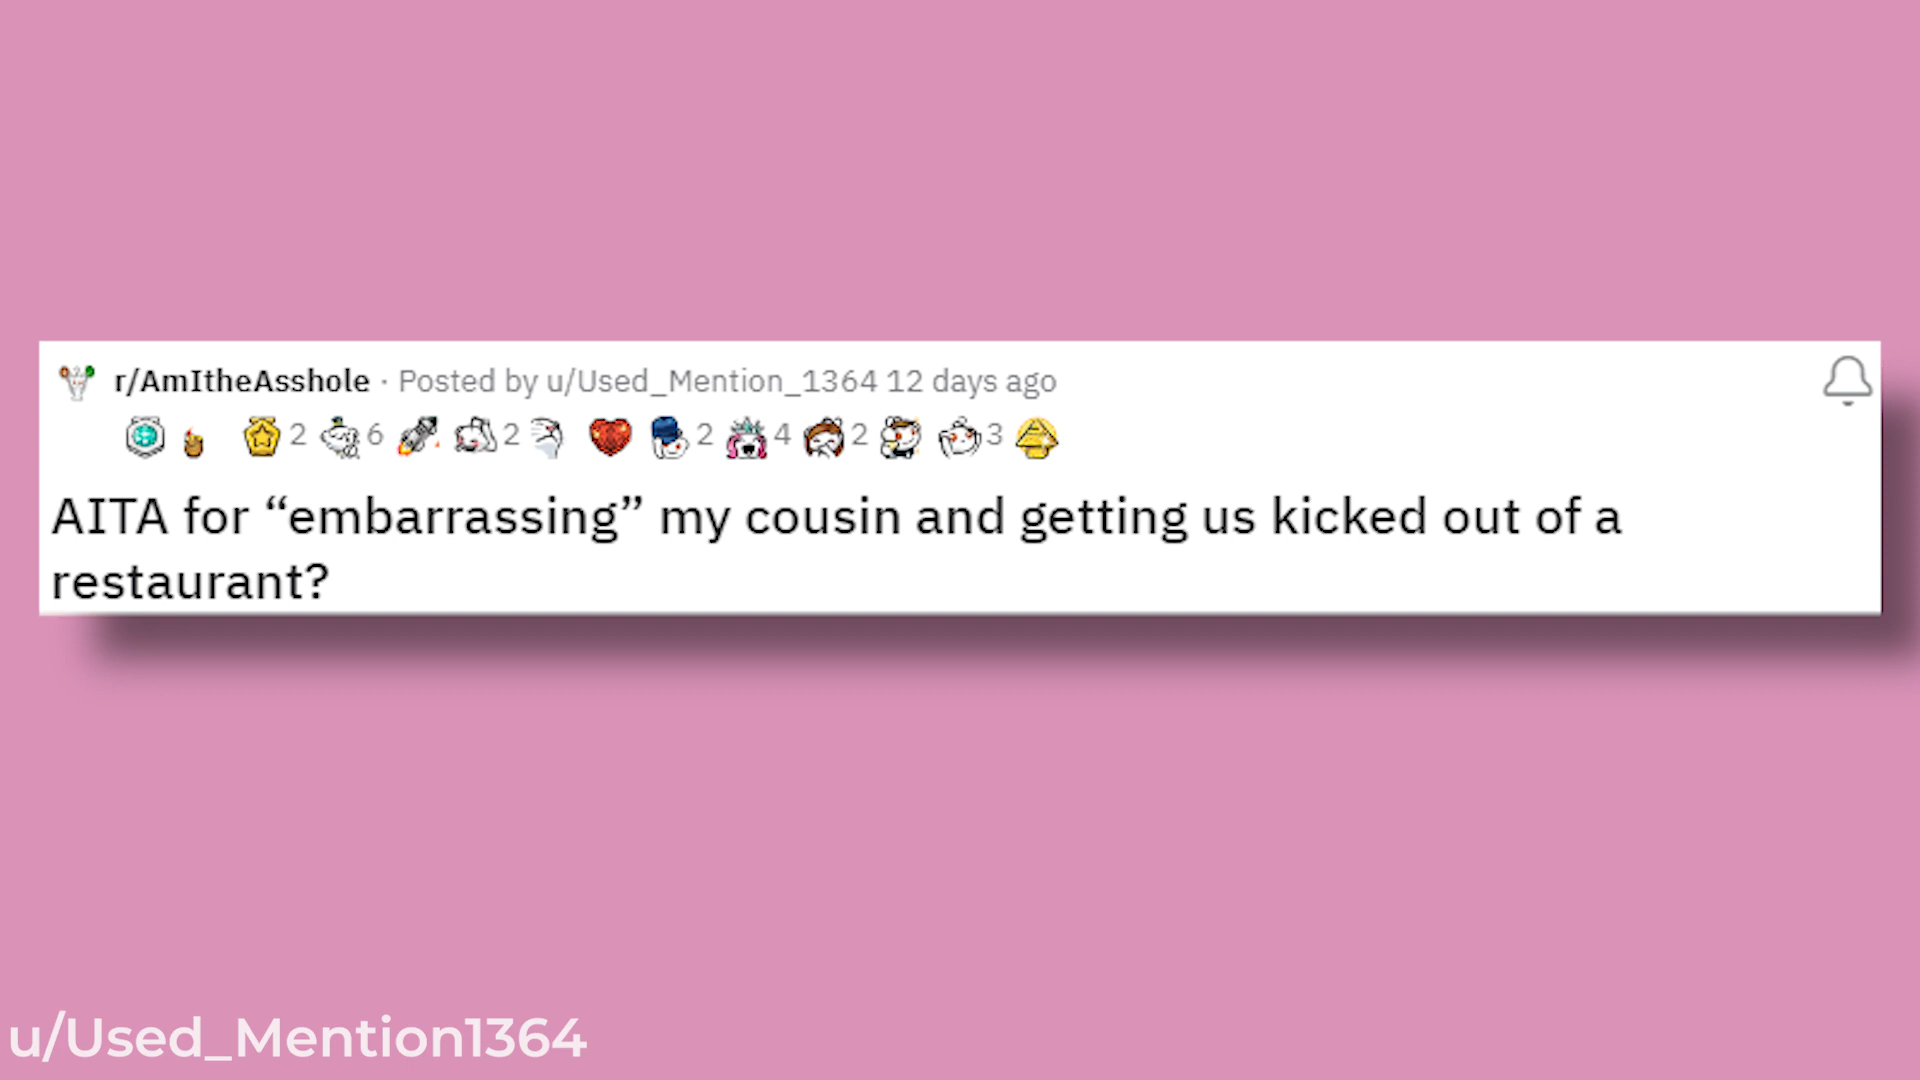 r/AmItheAsshole · Posted by u/Used_Mention_1364 12 days ago
2 6 2 2 4 2 3
AITA for “embarrassing” my cousin and getting us kicked out of a
restaurant?
u/Used_Mention1364